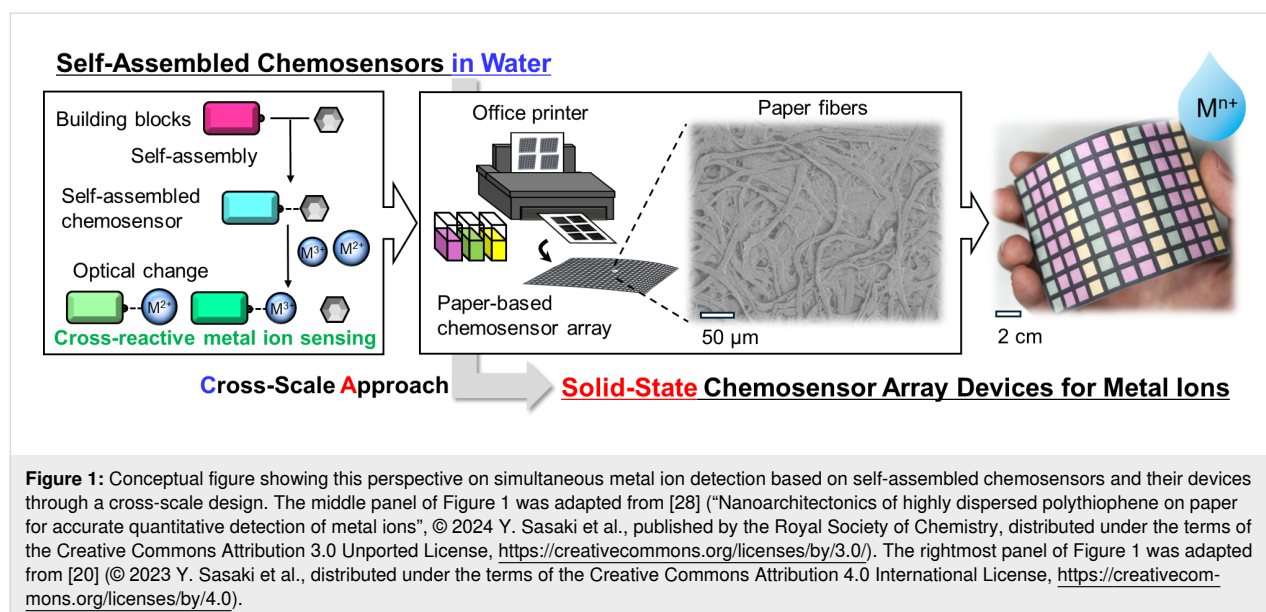 Self-Assembled Chemosensors in Water
Building blocks
Self-assembly
Self-assembled
chemosensor
M³⁺
M²⁺
Optical change
M²⁺
M³⁺
Cross-reactive metal ion sensing
Office printer
Paper fibers
Paper-based
chemosensor array
50 µm
Mⁿ⁺
2 cm
Cross-Scale Approach
Solid-State Chemosensor Array Devices for Metal Ions
Figure 1: Conceptual figure showing this perspective on simultaneous metal ion detection based on self-assembled chemosensors and their devices
through a cross-scale design. The middle panel of Figure 1 was adapted from [28] (“Nanoarchitectonics of highly dispersed polythiophene on paper
for accurate quantitative detection of metal ions”, © 2024 Y. Sasaki et al., published by the Royal Society of Chemistry, distributed under the terms of
the Creative Commons Attribution 3.0 Unported License, https://creativecommons.org/licenses/by/3.0/). The rightmost panel of Figure 1 was adapted
from [20] (© 2023 Y. Sasaki et al., distributed under the terms of the Creative Commons Attribution 4.0 International License, https://creativecom-
mons.org/licenses/by/4.0).